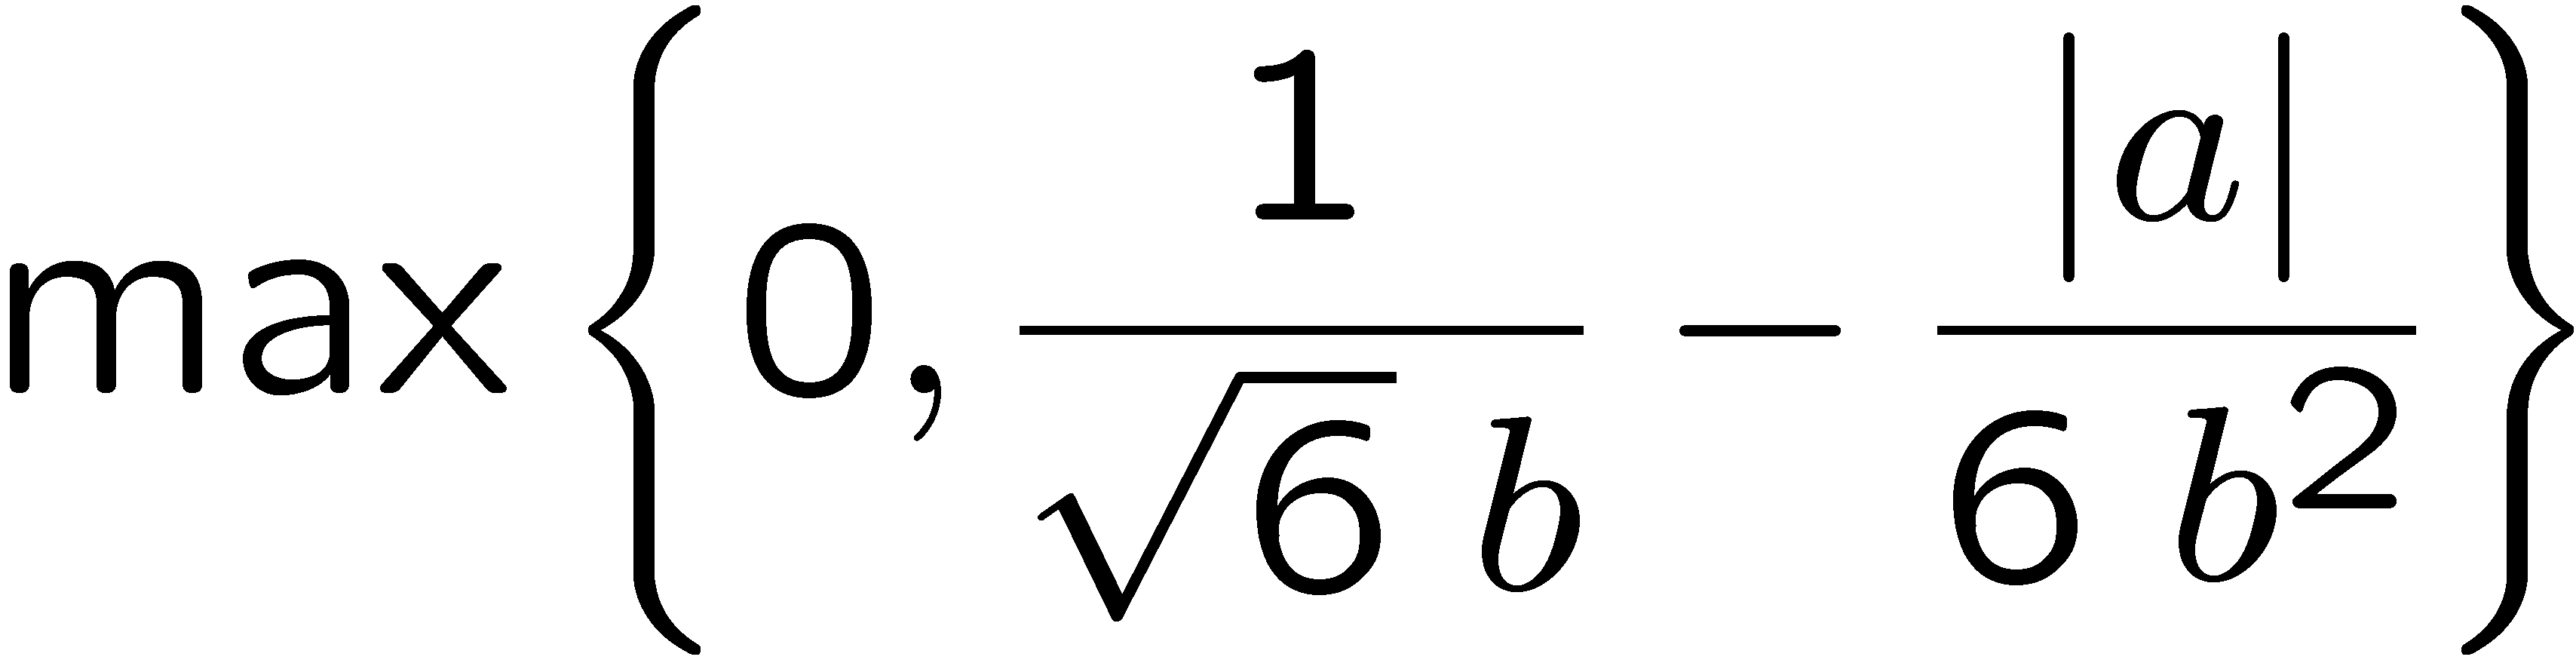 max{0, 1/(√6 b) − |a|/(6 b²)}